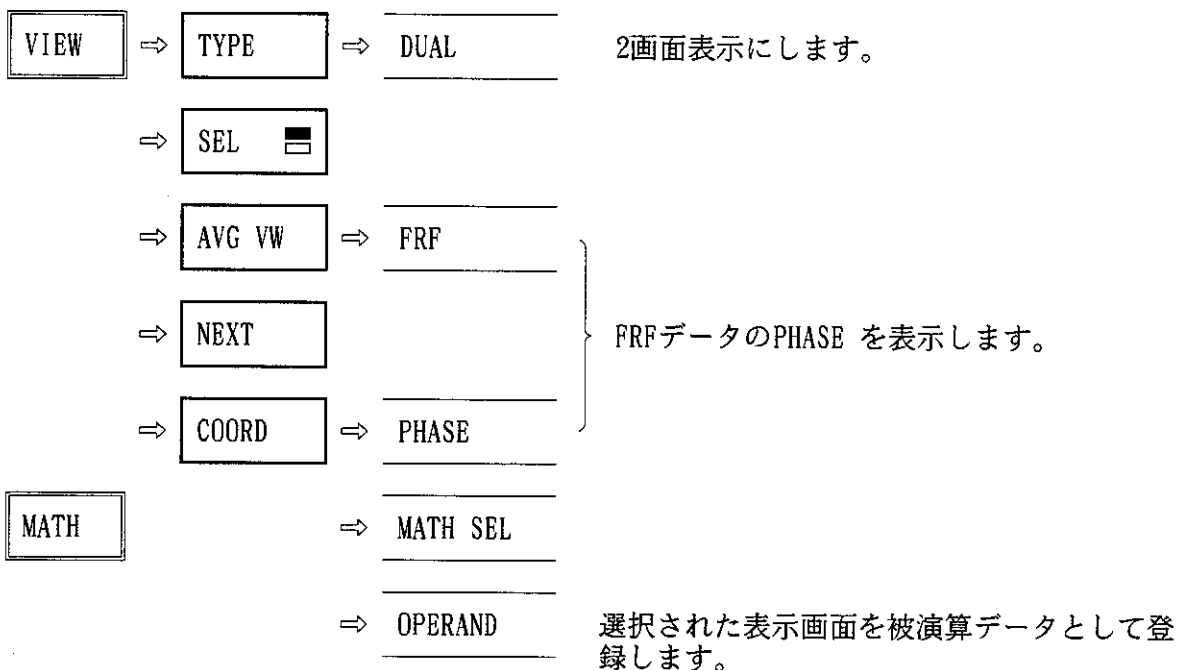 VIEW ⇒ TYPE ⇒ DUAL 2画面表示にします。
⇒ SEL
⇒ AVG VW ⇒ FRF
⇒ NEXT
FRFデータのPHASE を表示します。
⇒ COORD ⇒ PHASE
MATH ⇒ MATH SEL
⇒ OPERAND 選択された表示画面を被演算データとして登
録します。